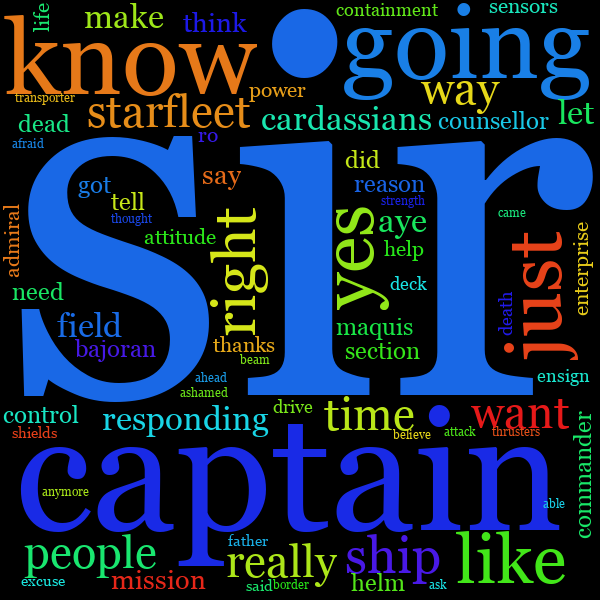 life
make
think
containment
sensors
know
going
transporter
starfleet
power
way
dead
ro
cardassians
counsellor
let
afraid
sir
got
say
did
reason
tell
thought
strength
aye
came
admiral
attitude
right
yes
help
just
enterprise
need
deck
death
field
maquis
bajoran
thanks
section
beam
ahead
ashamed
ensign
control
responding
drive
time
want
shields
believe
attack
thrusters
captain
commander
anymore
able
people
father
really
ship
like
excuse
mission
said
border
helm
ask